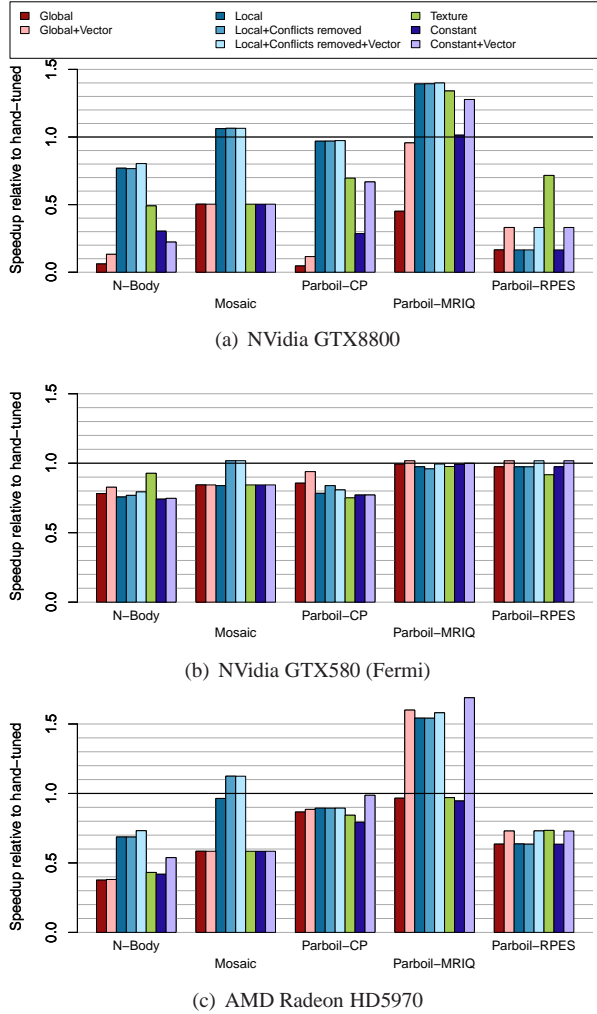 Global
Global+Vector
Local
Local+Conflicts removed
Local+Conflicts removed+Vector
Texture
Constant
Constant+Vector
Speedup relative to hand-tuned
1.5
1.0
0.5
0.0
N-Body
Mosaic
Parboil-CP
Parboil-MRIQ
Parboil-RPES
(a) NVidia GTX8800
Speedup relative to hand-tuned
1.5
1.0
0.5
0.0
N-Body
Mosaic
Parboil-CP
Parboil-MRIQ
Parboil-RPES
(b) NVidia GTX580 (Fermi)
Speedup relative to hand-tuned
1.5
1.0
0.5
0.0
N-Body
Mosaic
Parboil-CP
Parboil-MRIQ
Parboil-RPES
(c) AMD Radeon HD5970